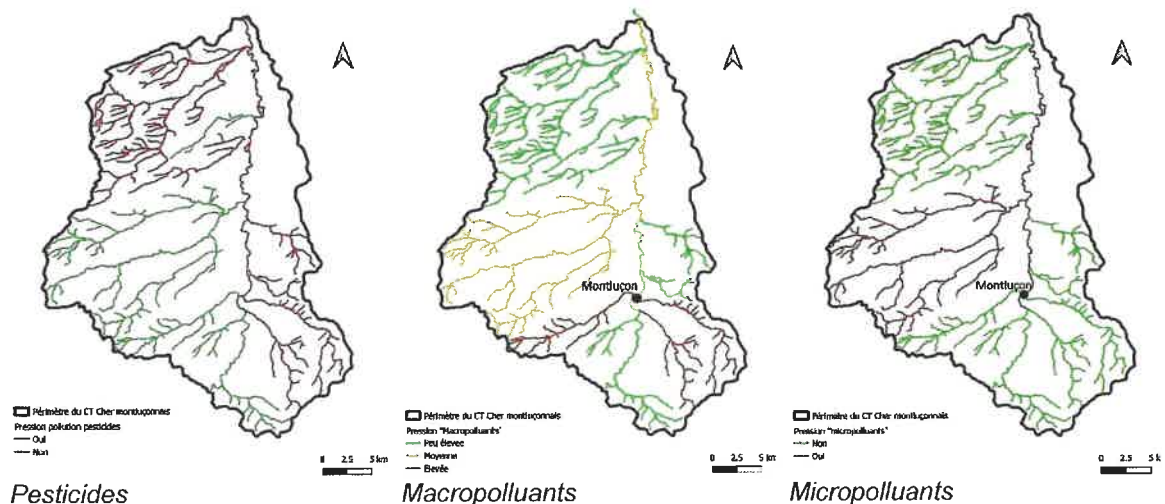 Périmètre du CT Cher montluçonnais
Pression pollution pesticides
Oui
Non
0 2.5 5 km
Pesticides
Montluçon
Périmètre du CT Cher montluçonnais
Pression "Macropolluants"
Peu élevée
Moyenne
Elevée
0 2.5 5 km
Macropolluants
Montluçon
Périmètre du CT Cher montluçonnais
Pression "micropolluants"
Non
Oui
0 2.5 5 k
Micropolluants